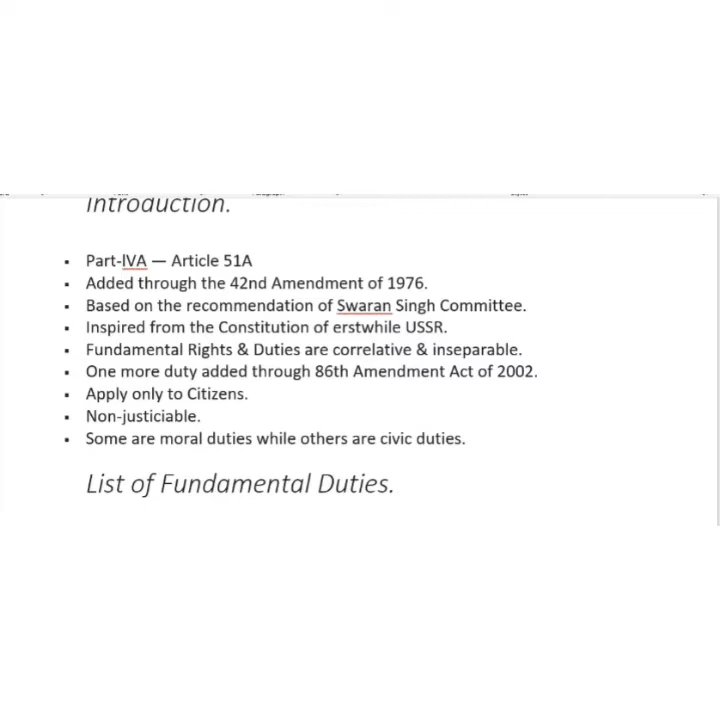 Introduction.
Part-IVA — Article 51A
Added through the 42nd Amendment of 1976.
Based on the recommendation of Swaran Singh Committee.
Inspired from the Constitution of erstwhile USSR.
Fundamental Rights & Duties are correlative & inseparable.
One more duty added through 86th Amendment Act of 2002.
Apply only to Citizens.
Non-justiciable.
Some are moral duties while others are civic duties.
List of Fundamental Duties.